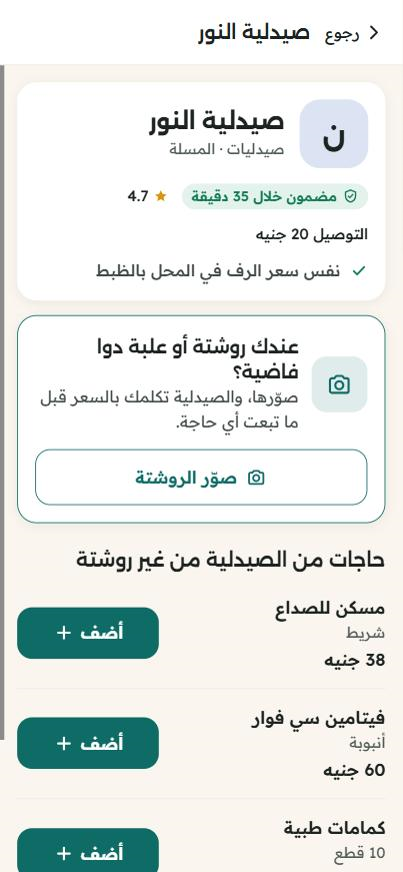 رجوع
صيدلية النور
ن
صيدلية النور
صيدليات · المسلة
مضمون خلال 35 دقيقة
4.7
التوصيل 20 جنيه
نفس سعر الرف في المحل بالظبط
عندك روشتة أو علبة دوا
فاضية؟
صوّرها، والصيدلية تكلمك بالسعر قبل
ما تبعت أي حاجة.
صوّر الروشتة
حاجات من الصيدلية من غير روشتة
مسكن للصداع
شريط
38 جنيه
أضف +
فيتامين سي فوار
أنبوبة
60 جنيه
أضف +
كمامات طبية
10 قطع
أضف +